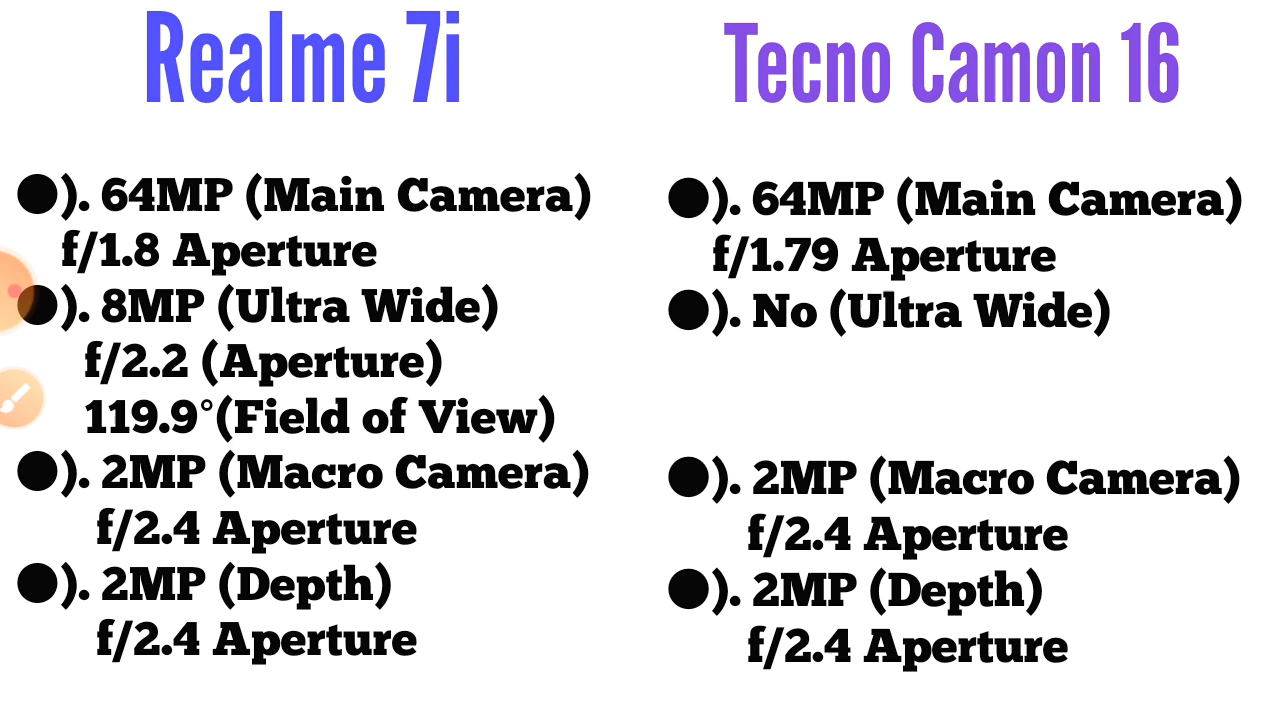 Realme 7i
●). 64MP (Main Camera)
f/1.8 Aperture
●). 8MP (Ultra Wide)
f/2.2 (Aperture)
119.9°(Field of View)
●). 2MP (Macro Camera)
f/2.4 Aperture
●). 2MP (Depth)
f/2.4 Aperture
Tecno Camon 16
●). 64MP (Main Camera)
f/1.79 Aperture
●). No (Ultra Wide)
●). 2MP (Macro Camera)
f/2.4 Aperture
●). 2MP (Depth)
f/2.4 Aperture